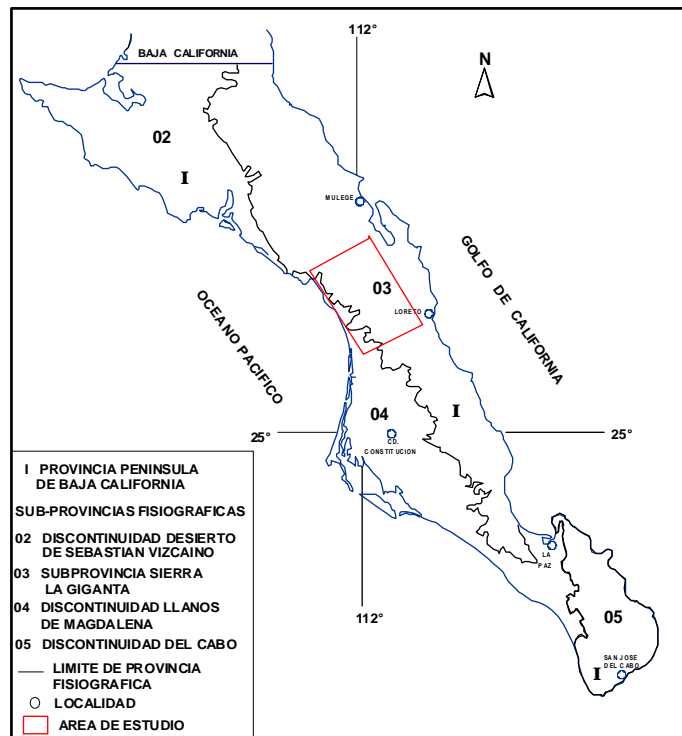 112°
BAJA CALIFORNIA
N
02
I
MULEGE
03
GOLFO DE CALIFORNIA
LORETO
OCEANO PACIFICO
I
04
25°
CD.
CONSTITUCION
25°
I PROVINCIA PENINSULA
DE BAJA CALIFORNIA
SUB-PROVINCIAS FISIOGRAFICAS
02 DISCONTINUIDAD DESIERTO
DE SEBASTIAN VIZCAINO
03 SUBPROVINCIA SIERRA
LA GIGANTA
04 DISCONTINUIDAD LLANOS
DE MAGDALENA
05 DISCONTINUIDAD DEL CABO
LIMITE DE PROVINCIA
FISIOGRAFICA
LOCALIDAD
AREA DE ESTUDIO
LA
PAZ
112°
05
SAN JOSE
DEL CABO
I